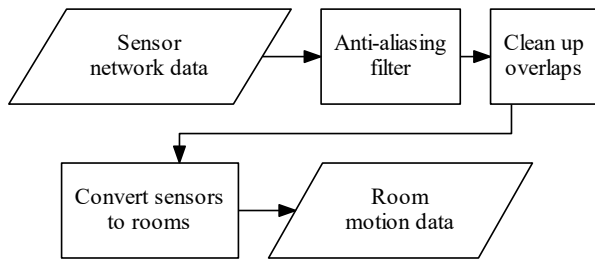 Sensor
network data
Anti-aliasing
filter
Clean up
overlaps
Convert sensors
to rooms
Room
motion data